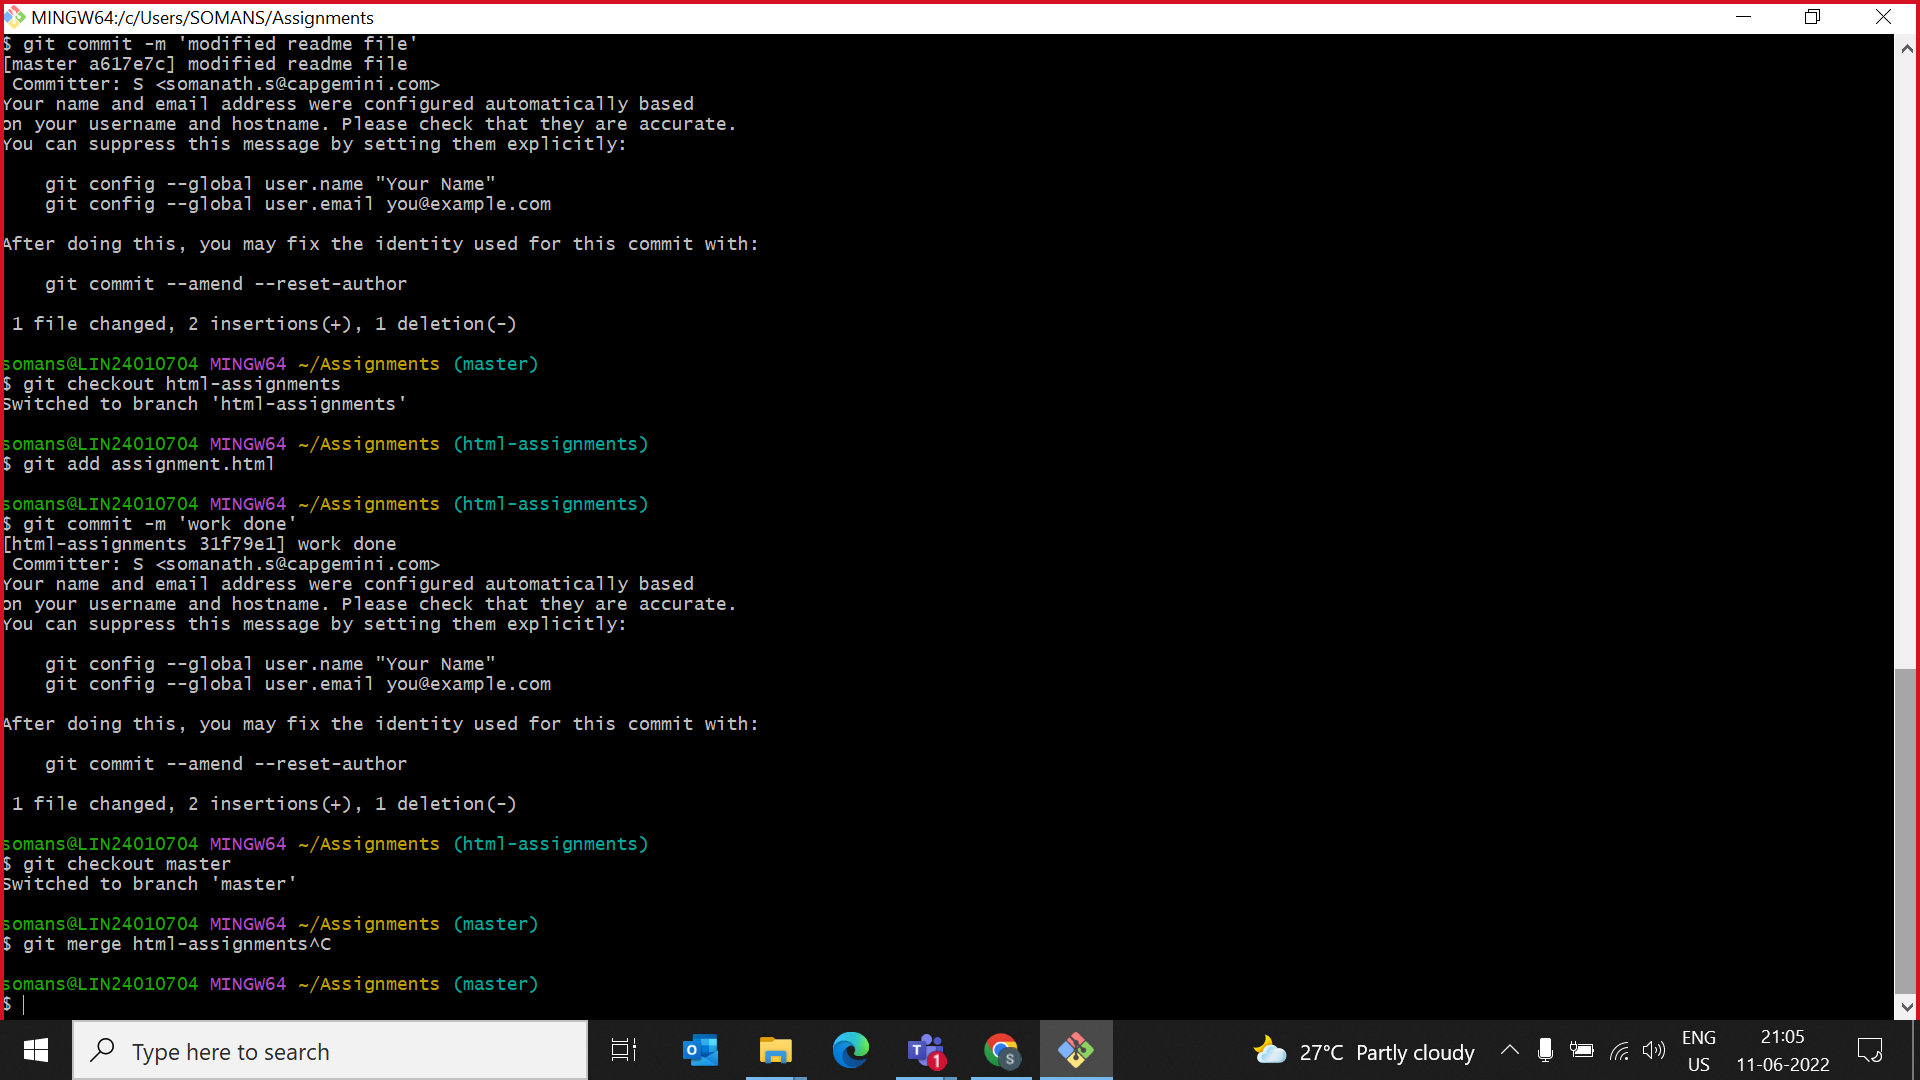 MINGW64:/c/Users/SOMANS/Assignments
$ git commit -m 'modified readme file'
[master a617e7c] modified readme file
 Committer: S <somanath.s@capgemini.com>
Your name and email address were configured automatically based
on your username and hostname. Please check that they are accurate.
You can suppress this message by setting them explicitly:

    git config --global user.name "Your Name"
    git config --global user.email you@example.com

After doing this, you may fix the identity used for this commit with:

    git commit --amend --reset-author

 1 file changed, 2 insertions(+), 1 deletion(-)

somans@LIN24010704 MINGW64 ~/Assignments (master)
$ git checkout html-assignments
Switched to branch 'html-assignments'

somans@LIN24010704 MINGW64 ~/Assignments (html-assignments)
$ git add assignment.html

somans@LIN24010704 MINGW64 ~/Assignments (html-assignments)
$ git commit -m 'work done'
[html-assignments 31f79e1] work done
 Committer: S <somanath.s@capgemini.com>
Your name and email address were configured automatically based
on your username and hostname. Please check that they are accurate.
You can suppress this message by setting them explicitly:

    git config --global user.name "Your Name"
    git config --global user.email you@example.com

After doing this, you may fix the identity used for this commit with:

    git commit --amend --reset-author

 1 file changed, 2 insertions(+), 1 deletion(-)

somans@LIN24010704 MINGW64 ~/Assignments (html-assignments)
$ git checkout master
Switched to branch 'master'

somans@LIN24010704 MINGW64 ~/Assignments (master)
$ git merge html-assignments^C

somans@LIN24010704 MINGW64 ~/Assignments (master)
$
Type here to search
27°C Partly cloudy
ENG
US
21:05
11-06-2022